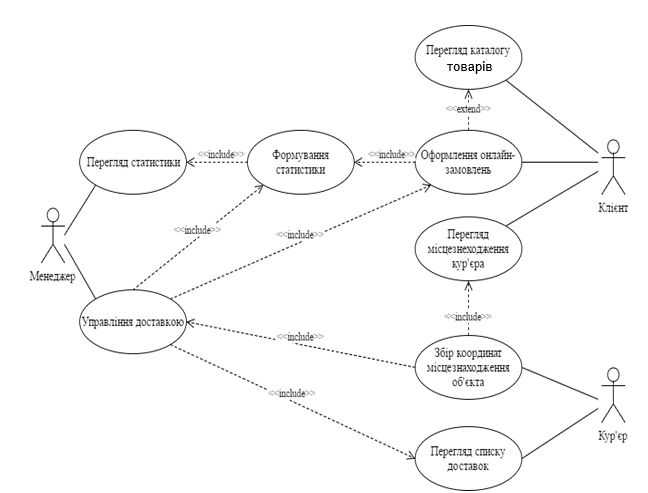 Перегляд каталогу
товарів
<<extend>>
Перегляд статистики
<<include>>
Формування
статистики
<<include>>
Оформлення онлайн-
замовлень
Клієнт
<<include>>
<<include>>
Перегляд
місцезнеходження
кур'єра
Менеджер
Управління доставкою
<<include>>
<<include>>
Збір координат
місцезнаходження
об'єкта
<<include>>
Кур'єр
Перегляд списку
доставок